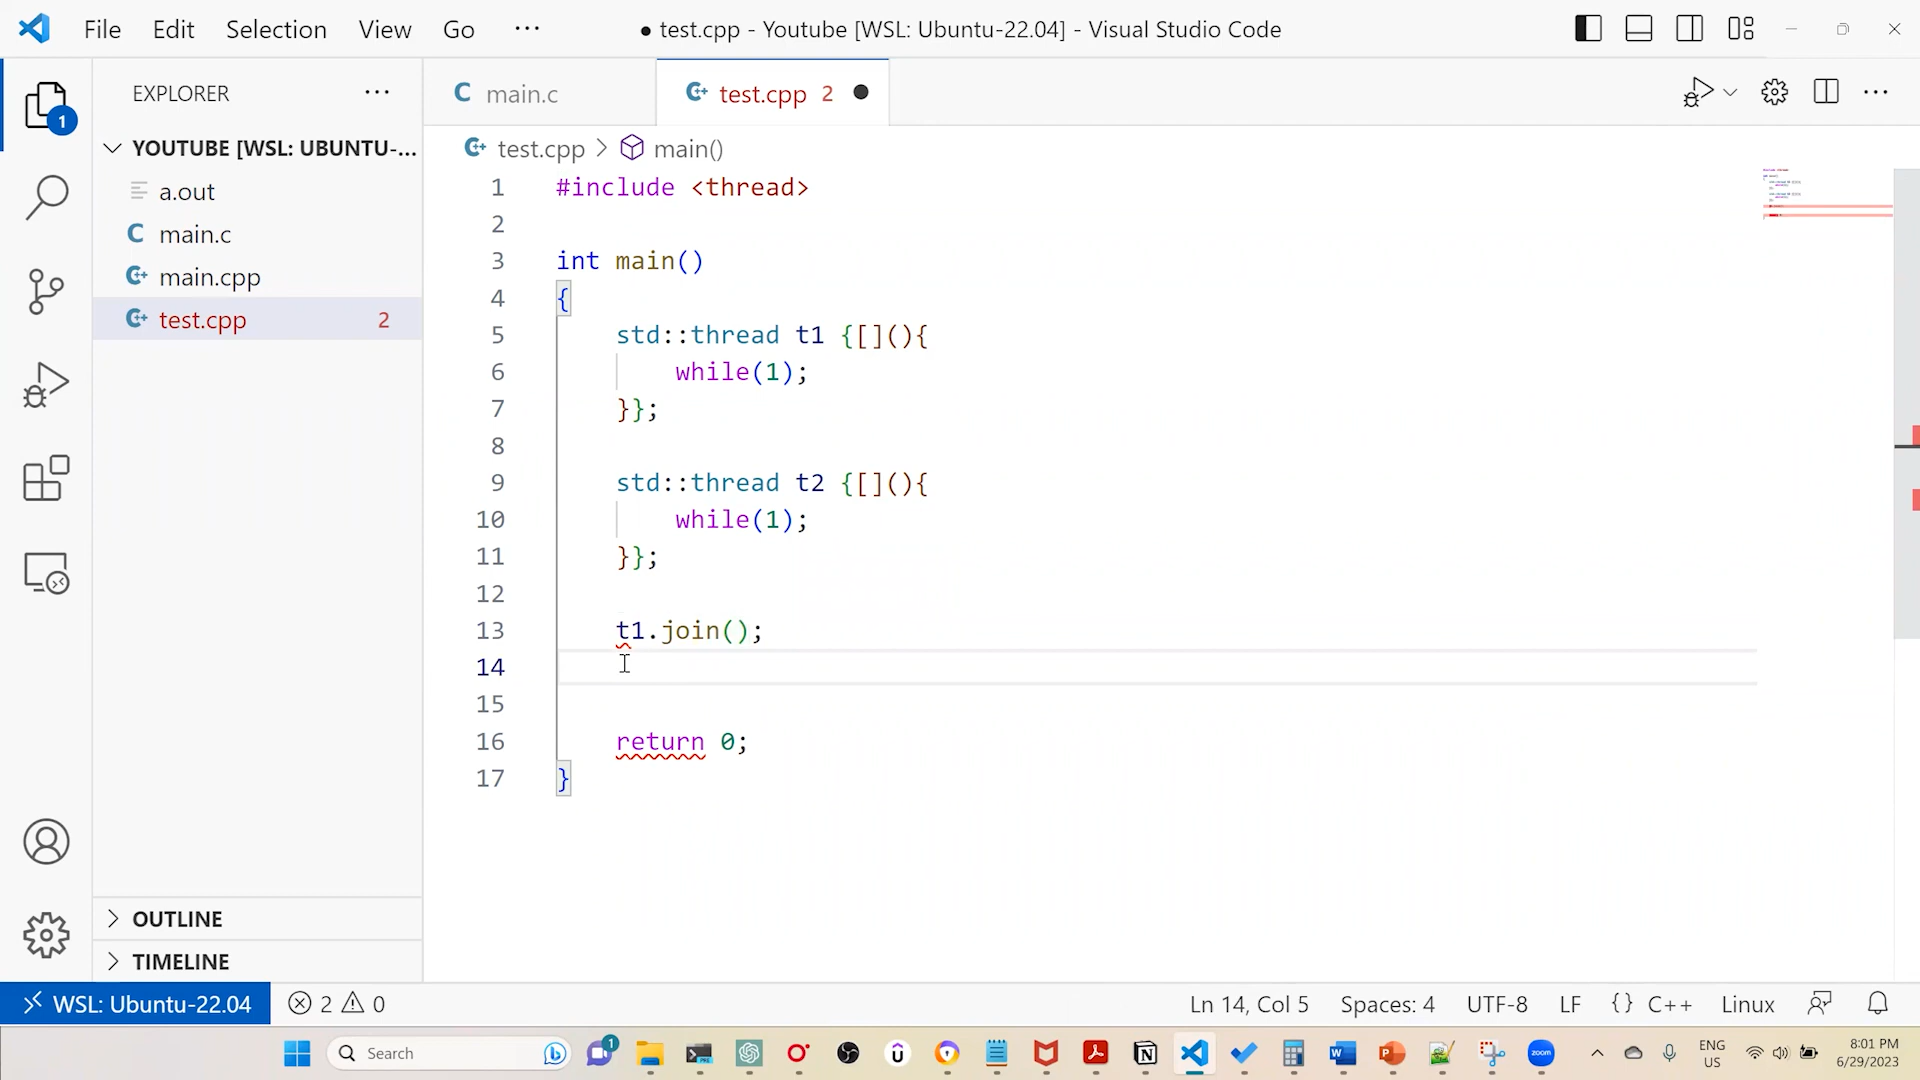 File Edit Selection View Go ··· ● test.cpp - Youtube [WSL: Ubuntu-22.04] - Visual Studio Code
EXPLORER ···
1
YOUTUBE [WSL: UBUNTU-...
a.out
C main.c
main.cpp
test.cpp 2
OUTLINE
TIMELINE
C main.c
test.cpp 2 ●
test.cpp > main()
1 #include <thread>
2
3 int main()
4 {
5 std::thread t1 {[](){
6 while(1);
7 }};
8
9 std::thread t2 {[](){
10 while(1);
11 }};
12
13 t1.join();
14
15
16 return 0;
17 }
WSL: Ubuntu-22.04 2 0 Ln 14, Col 5 Spaces: 4 UTF-8 LF {} C++ Linux
Search 1 zoom ENG US 8:01 PM 6/29/2023